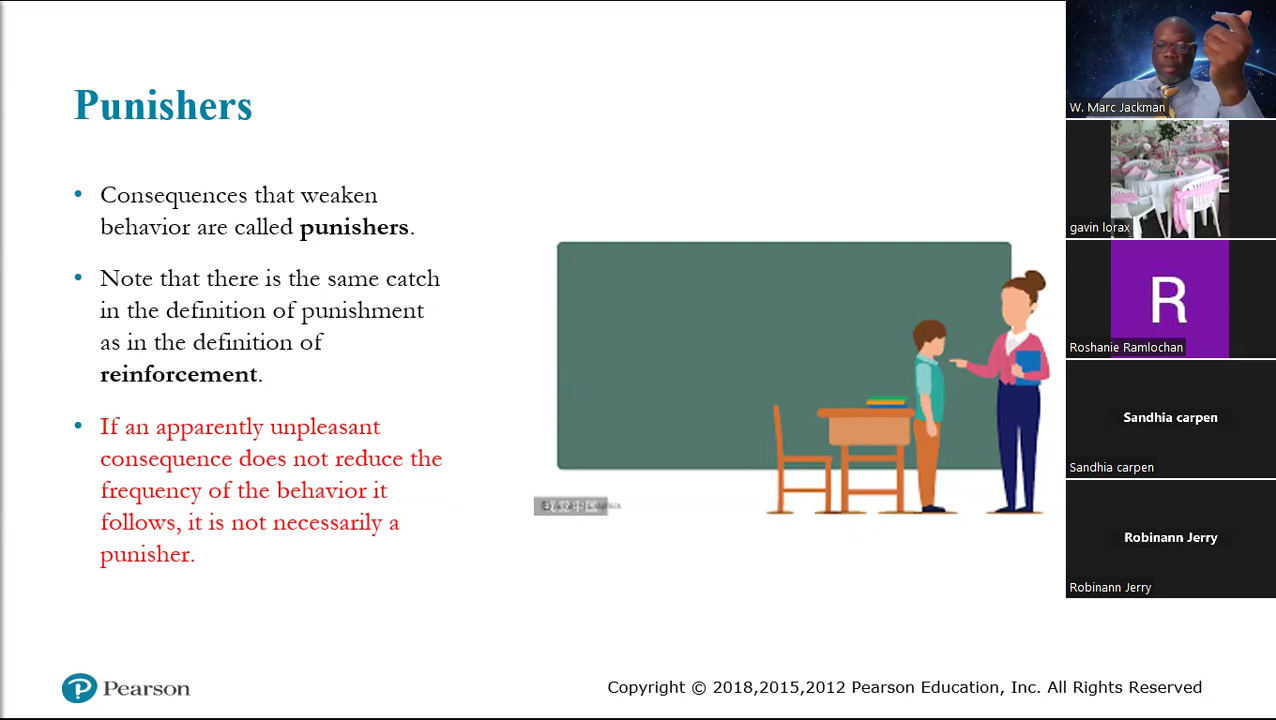 Punishers
• Consequences that weaken
behavior are called punishers.
• Note that there is the same catch
in the definition of punishment
as in the definition of
reinforcement.
• If an apparently unpleasant
consequence does not reduce the
frequency of the behavior it
follows, it is not necessarily a
punisher.
Pearson
Copyright © 2018,2015,2012 Pearson Education, Inc. All Rights Reserved
W. Marc Jackman
gavin lorax
R
Roshanie Ramlochan
Sandhia carpen
Sandhia carpen
Robinann Jerry
Robinann Jerry